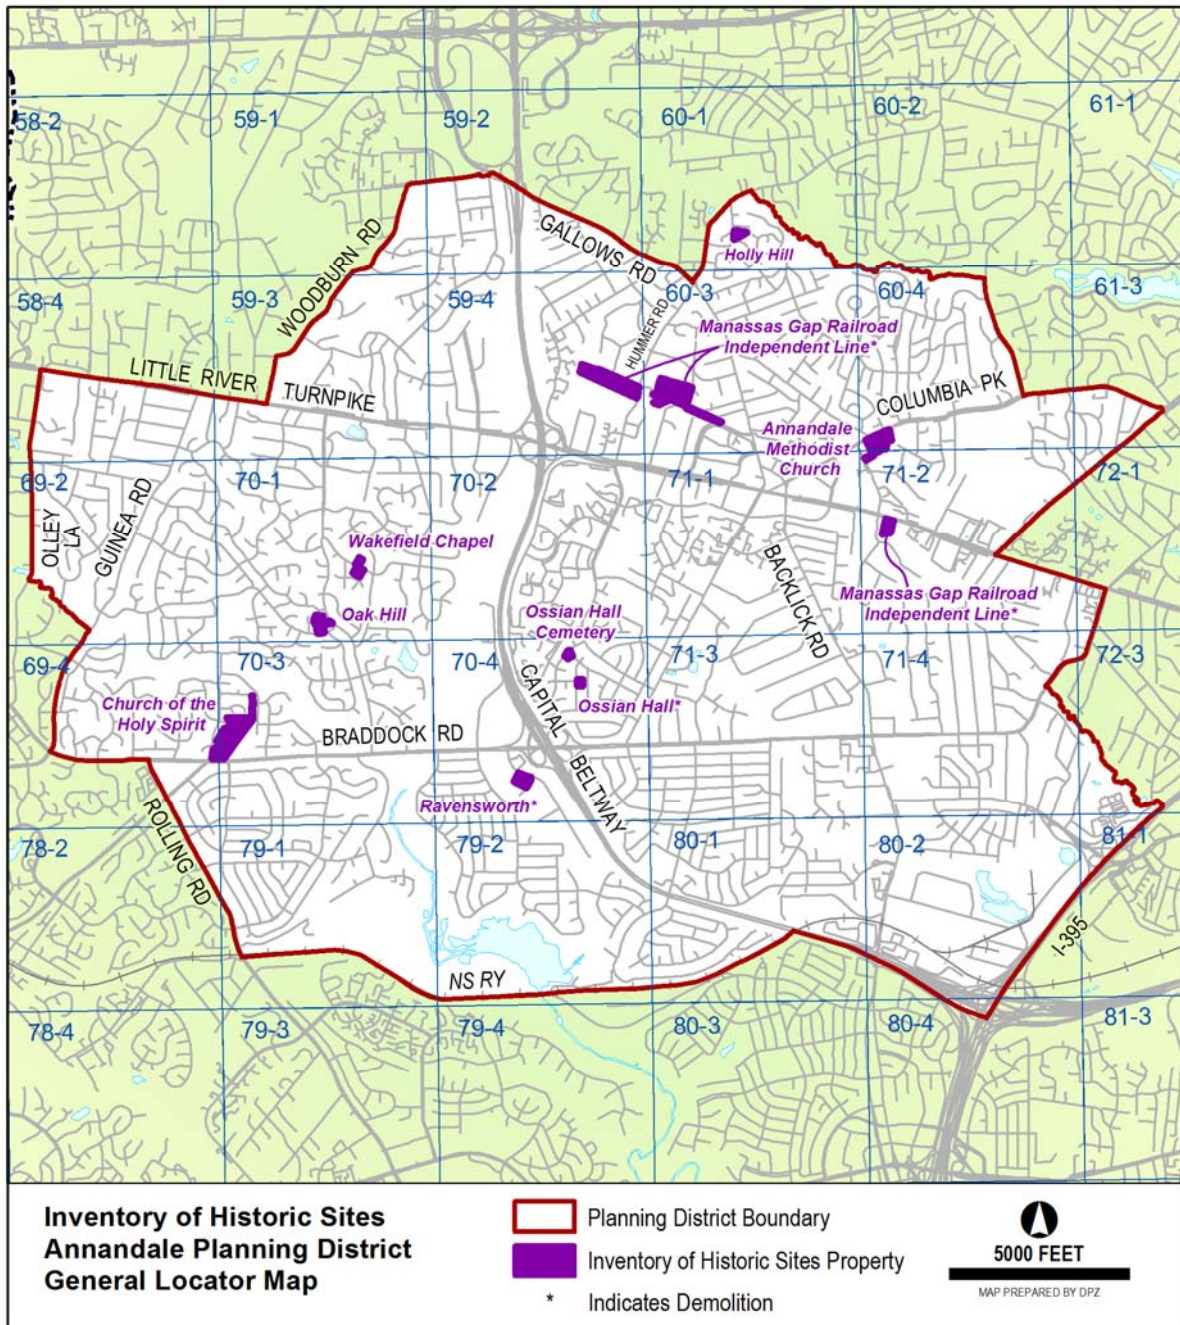 58-2
59-1
59-2
60-1
60-2
61-1
WOODBURN RD
GALLOWS RD
Holly Hill
58-4
59-3
59-4
60-3
60-4
61-3
HUMMER RD
Manassas Gap Railroad
Independent Line*
LITTLE RIVER
TURNPIKE
COLUMBIA PK
Annandale
Methodist
Church
69-2
70-1
70-2
71-1
71-2
72-1
OLLEY
LA
GUINEA RD
Wakefield Chapel
BACKLICK RD
Manassas Gap Railroad
Independent Line*
Oak Hill
Ossian Hall
Cemetery
69-4
70-3
70-4
71-3
71-4
72-3
Church of the
Holy Spirit
Ossian Hall*
BRADDOCK RD
CAPITAL BELTWAY
Ravensworth*
ROLLING RD
78-2
79-1
79-2
80-1
80-2
81-1
I-395
NS RY
78-4
79-3
79-4
80-3
80-4
81-3
Inventory of Historic Sites
Annandale Planning District
General Locator Map
Planning District Boundary
Inventory of Historic Sites Property
* Indicates Demolition
5000 FEET
MAP PREPARED BY DPZ